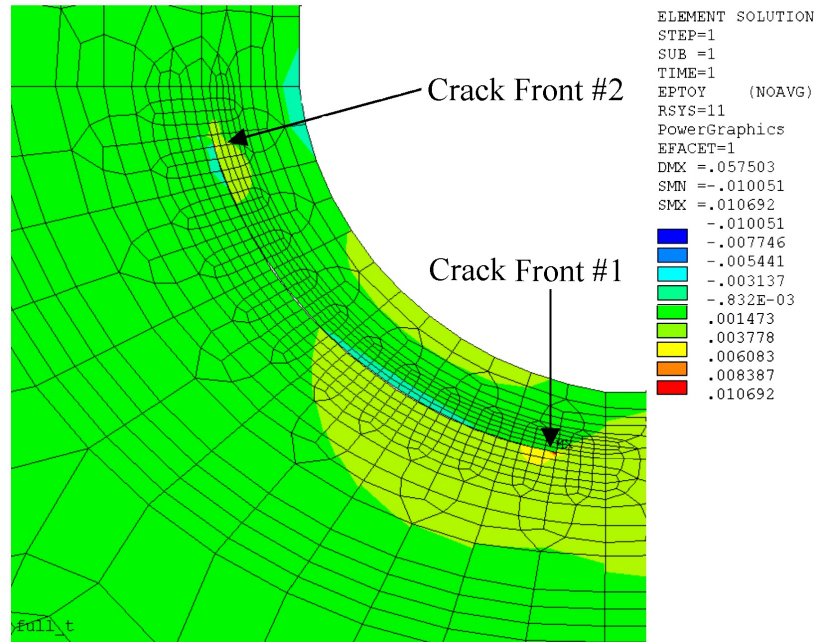 ELEMENT SOLUTION
STEP=1
SUB =1
TIME=1
EPTOY (NOAVG)
RSYS=11
PowerGraphics
EFACET=1
DMX =.057503
SMN =-.010051
SMX =.010692
-.010051
-.007746
-.005441
-.003137
-.832E-03
.001473
.003778
.006083
.008387
.010692
Crack Front #2
Crack Front #1
full_t